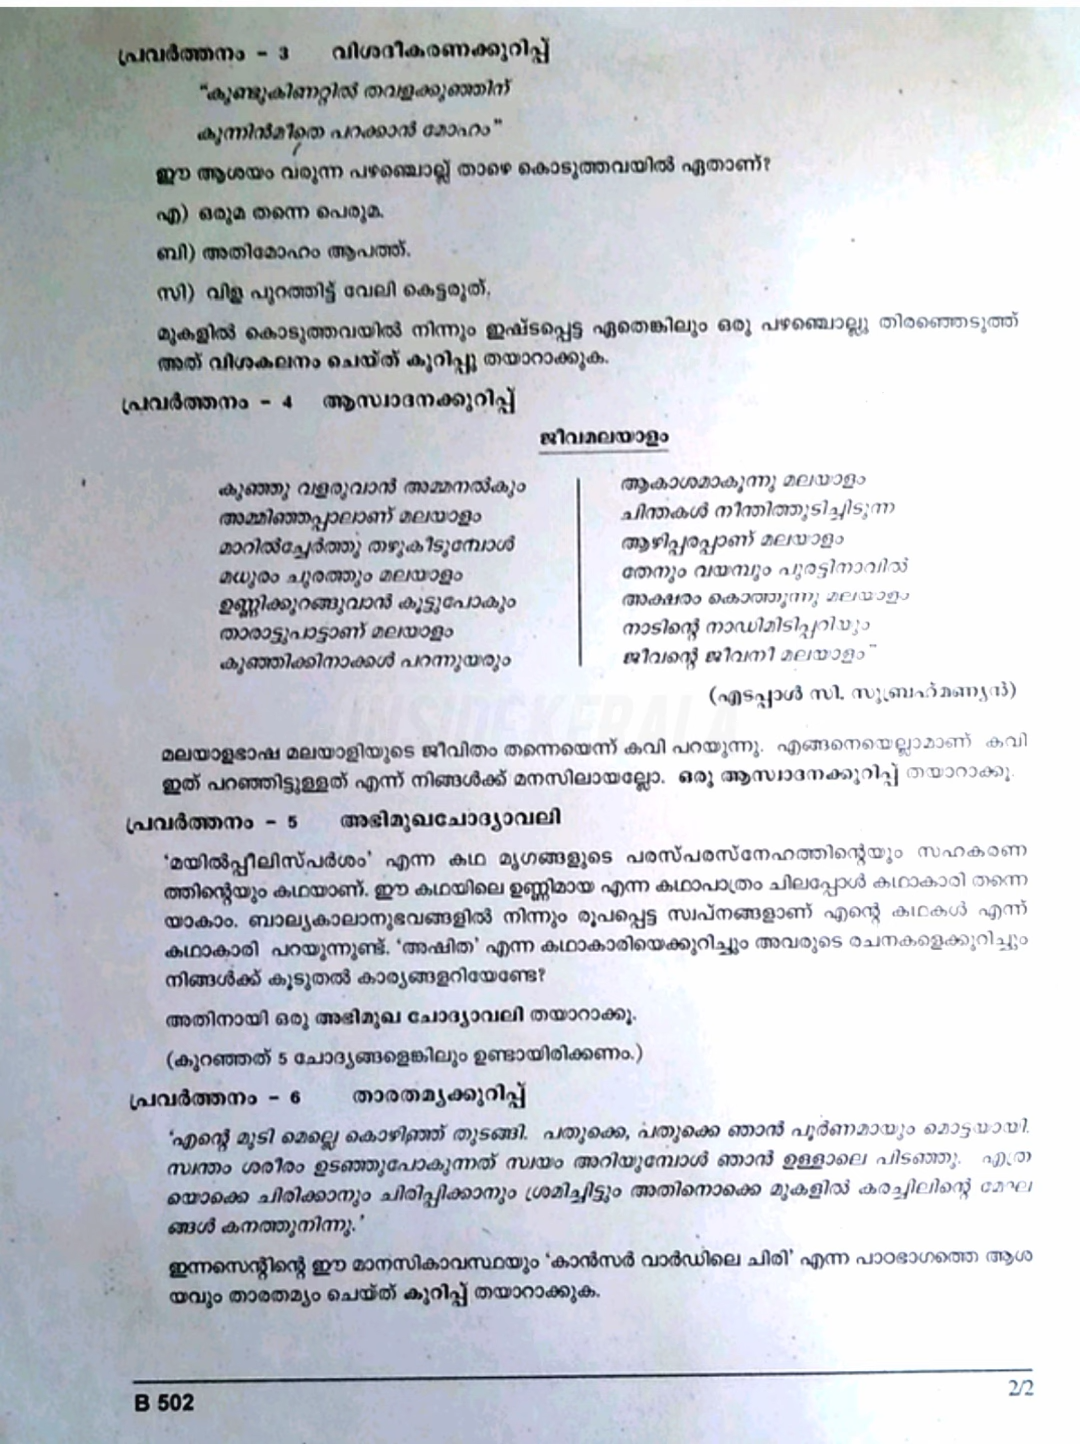 പ്രവർത്തനം - 3 വിശദീകരണക്കുറിപ്പ്
"കുണ്ടുകിണറ്റിൽ തവളക്കുഞ്ഞിന്
കുന്നിൻമീതെ പറക്കാൻ മോഹം"
ഈ ആശയം വരുന്ന പഴഞ്ചൊല്ല് താഴെ കൊടുത്തവയിൽ ഏതാണ്?
എ) ഒരുമ തന്നെ പെരുമ.
ബി) അതിമോഹം ആപത്ത്.
സി) വിള പുറത്തിട്ട് വേലി കെട്ടരുത്.
മുകളിൽ കൊടുത്തവയിൽ നിന്നും ഇഷ്ടപ്പെട്ട ഏതെങ്കിലും ഒരു പഴഞ്ചൊല്ലു തിരഞ്ഞെടുത്ത്
അത് വിശകലനം ചെയ്ത് കുറിപ്പു തയാറാക്കുക.
പ്രവർത്തനം - 4 ആസ്വാദനക്കുറിപ്പ്
ജീവമലയാളം
കുഞ്ഞു വളരുവാൻ അമ്മനൽകും
അമ്മിഞ്ഞപ്പാലാണ് മലയാളം
മാറിൽച്ചേർത്തു തഴുകീടുമ്പോൾ
മധുരം ചുരത്തും മലയാളം
ഉണ്ണിക്കുറങ്ങുവാൻ കൂട്ടുപോകും
താരാട്ടുപാട്ടാണ് മലയാളം
കുഞ്ഞിക്കിനാക്കൾ പറന്നുയരും
ആകാശമാകുന്നു മലയാളം
ചിന്തകൾ നീന്തിത്തുടിച്ചിടുന്ന
ആഴിപ്പരപ്പാണ് മലയാളം
തേനും വയമ്പും പുരട്ടിനാവിൽ
അക്ഷരം കൊത്തുന്നു മലയാളം
നാടിന്റെ നാഡിമിടിപ്പറിയും
ജീവന്റെ ജീവനീ മലയാളം"
(എടപ്പാൾ സി. സുബ്രഹ്മണ്യൻ)
INSIDE KERALA
മലയാളഭാഷ മലയാളിയുടെ ജീവിതം തന്നെയെന്ന് കവി പറയുന്നു. എങ്ങനെയെല്ലാമാണ് കവി
ഇത് പറഞ്ഞിട്ടുള്ളത് എന്ന് നിങ്ങൾക്ക് മനസിലായല്ലോ. ഒരു ആസ്വാദനക്കുറിപ്പ് തയാറാക്കൂ.
പ്രവർത്തനം - 5 അഭിമുഖചോദ്യാവലി
'മയിൽപ്പീലിസ്പർശം' എന്ന കഥ മൃഗങ്ങളുടെ പരസ്പരസ്നേഹത്തിന്റെയും സഹകരണ
ത്തിന്റെയും കഥയാണ്. ഈ കഥയിലെ ഉണ്ണിമായ എന്ന കഥാപാത്രം ചിലപ്പോൾ കഥാകാരി തന്നെ
യാകാം. ബാല്യകാലാനുഭവങ്ങളിൽ നിന്നും രൂപപ്പെട്ട സ്വപ്നങ്ങളാണ് എന്റെ കഥകൾ എന്ന്
കഥാകാരി പറയുന്നുണ്ട്. 'അഷിത' എന്ന കഥാകാരിയെക്കുറിച്ചും അവരുടെ രചനകളെക്കുറിച്ചും
നിങ്ങൾക്ക് കൂടുതൽ കാര്യങ്ങളറിയേണ്ടേ?
അതിനായി ഒരു അഭിമുഖ ചോദ്യാവലി തയാറാക്കൂ.
(കുറഞ്ഞത് 5 ചോദ്യങ്ങളെങ്കിലും ഉണ്ടായിരിക്കണം.)
പ്രവർത്തനം - 6 താരതമ്യക്കുറിപ്പ്
'എന്റെ മുടി മെല്ലെ കൊഴിഞ്ഞ് തുടങ്ങി. പതുക്കെ, പതുക്കെ ഞാൻ പൂർണമായും മൊട്ടയായി.
സ്വന്തം ശരീരം ഉടഞ്ഞുപോകുന്നത് സ്വയം അറിയുമ്പോൾ ഞാൻ ഉള്ളാലെ പിടഞ്ഞു. എത്ര
യൊക്കെ ചിരിക്കാനും ചിരിപ്പിക്കാനും ശ്രമിച്ചിട്ടും അതിനൊക്കെ മുകളിൽ കരച്ചിലിന്റെ മേഘ
ങ്ങൾ കനത്തുനിന്നു.'
ഇന്നസെന്റിന്റെ ഈ മാനസികാവസ്ഥയും 'കാൻസർ വാർഡിലെ ചിരി' എന്ന പാഠഭാഗത്തെ ആശ
യവും താരതമ്യം ചെയ്ത് കുറിപ്പ് തയാറാക്കുക.
B 502
2/2